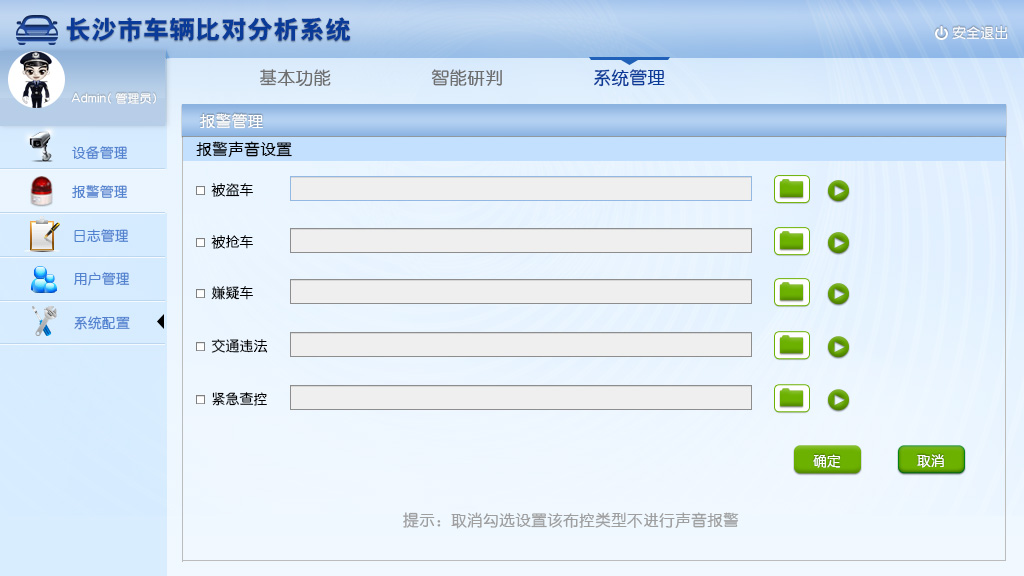 长沙市车辆比对分析系统
安全退出
Admin( 管理员)
基本功能
智能研判
系统管理
设备管理
报警管理
日志管理
用户管理
系统配置
报警管理
报警声音设置
被盗车
被抢车
嫌疑车
交通违法
紧急查控
确定
取消
提示：取消勾选设置该布控类型不进行声音报警